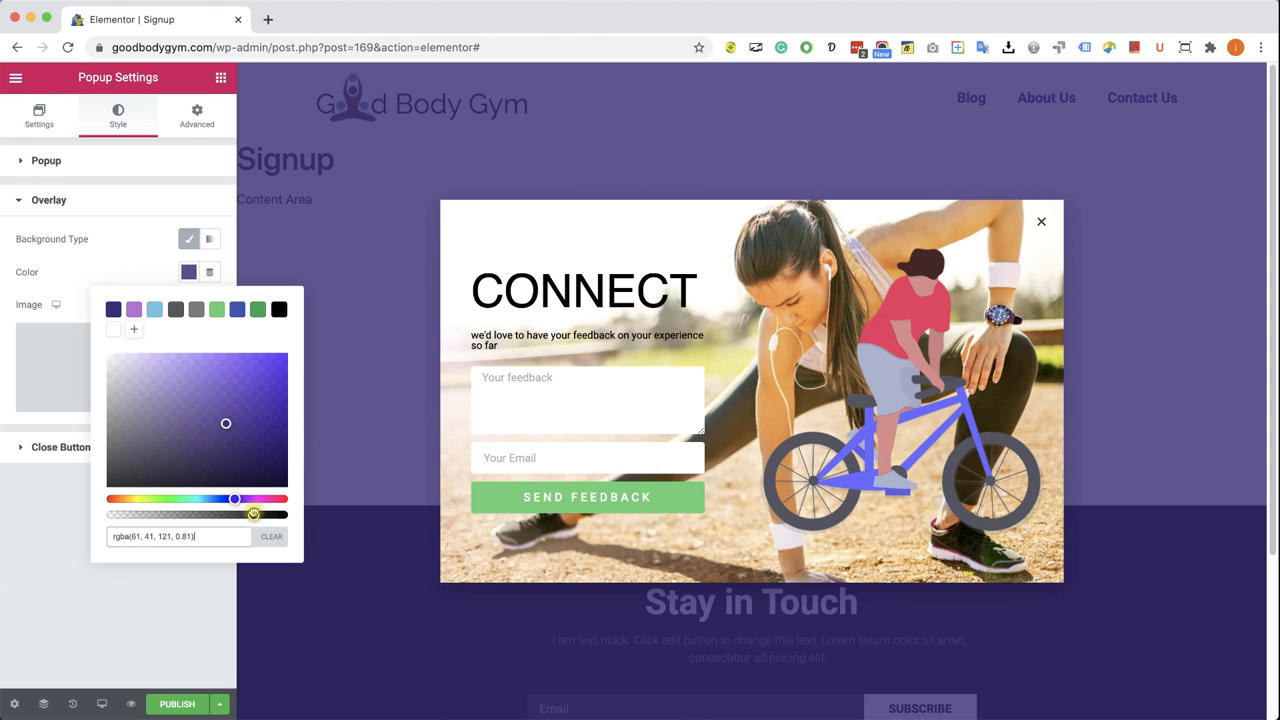 Elementor | Signup
goodbodygym.com/wp-admin/post.php?post=169&action=elementor#
2
New
i
Popup Settings
Settings
Style
Advanced
Popup
Overlay
Background Type
Color
Image
Close Button
rgba(61, 41, 121, 0.81)
CLEAR
PUBLISH
Good Body Gym
Blog
About Us
Contact Us
Signup
Content Area
CONNECT
we'd love to have your feedback on your experience
so far
Your feedback
Your Email
SEND FEEDBACK
Stay in Touch
I am text block. Click edit button to change this text. Lorem ipsum dolor sit amet,
consectetur adipiscing elit
Email
SUBSCRIBE